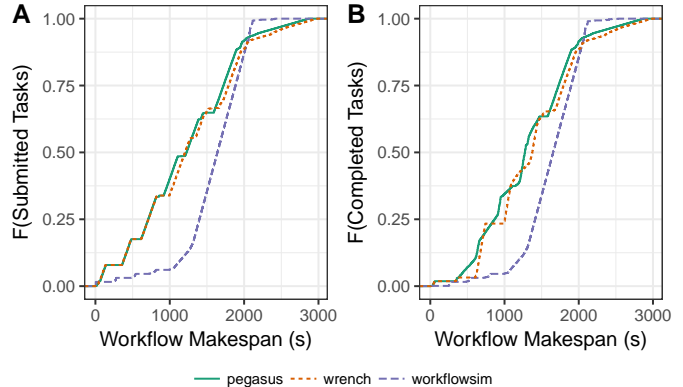 A
B
F(Submitted Tasks)
1.00
0.75
0.50
0.25
0.00
0 1000 2000 3000
Workflow Makespan (s)
F(Completed Tasks)
1.00
0.75
0.50
0.25
0.00
0 1000 2000 3000
Workflow Makespan (s)
pegasus wrench workflowsim